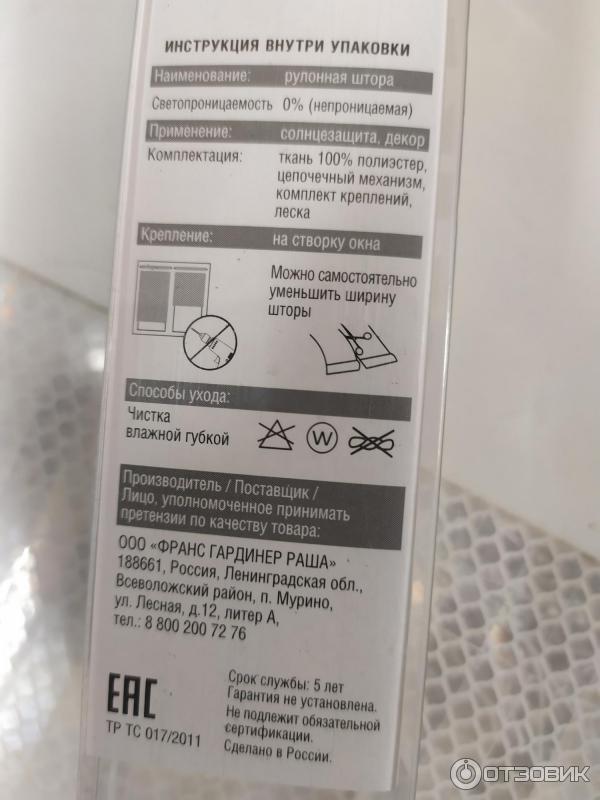 ИНСТРУКЦИЯ ВНУТРИ УПАКОВКИ
Наименование: рулонная штора
Светопроницаемость 0% (непроницаемая)
Применение: солнцезащита, декор
Комплектация: ткань 100% полиэстер,
цепочечный механизм,
комплект креплений,
леска
Крепление: на створку окна
Можно самостоятельно
уменьшить ширину
шторы
Способы ухода:
Чистка
влажной губкой
W
Производитель / Поставщик /
Лицо, уполномоченное принимать
претензии по качеству товара:
ООО «ФРАНС ГАРДИНЕР РАША»
188661, Россия, Ленинградская обл.,
Всеволожский район, п. Мурино,
ул. Лесная, д.12, литер А,
тел.: 8 800 200 72 76
EAC
ТР ТС 017/2011
Срок службы: 5 лет
Гарантия не установлена.
Не подлежит обязательной
сертификации.
Сделано в России.
ОТЗОВИК